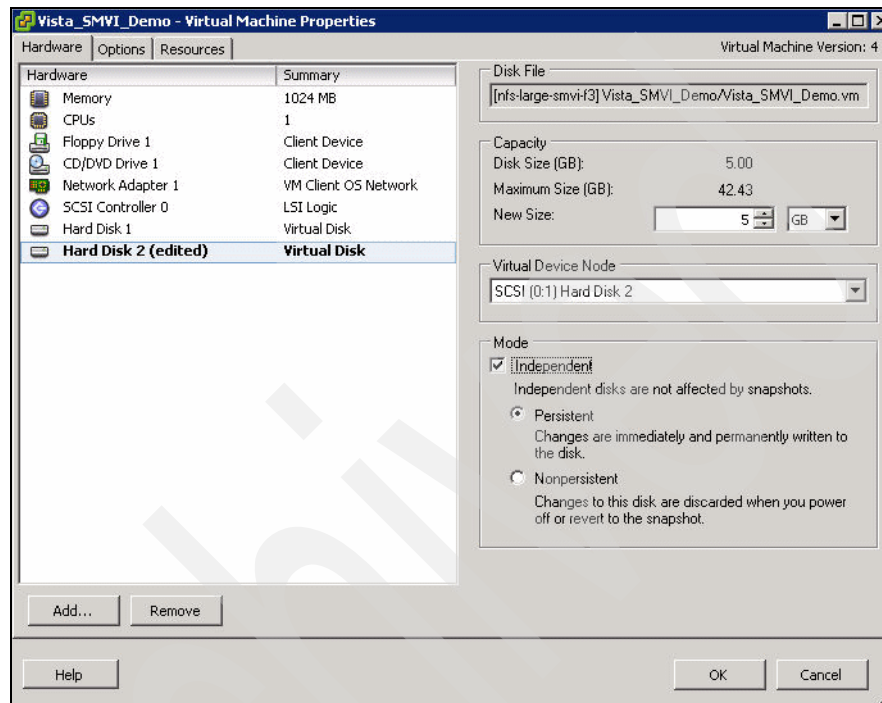 Vista_SMVI_Demo - Virtual Machine Properties
Hardware Options Resources
Virtual Machine Version: 4
Hardware Summary
Memory 1024 MB
CPUs 1
Floppy Drive 1 Client Device
CD/DVD Drive 1 Client Device
Network Adapter 1 VM Client OS Network
SCSI Controller 0 LSI Logic
Hard Disk 1 Virtual Disk
Hard Disk 2 (edited) Virtual Disk
Add... Remove
Disk File
[nfs-large-smvi-f3] Vista_SMVI_Demo/Vista_SMVI_Demo.vm
Capacity
Disk Size (GB): 5.00
Maximum Size (GB): 42.43
New Size: 5 GB
Virtual Device Node
SCSI (0:1) Hard Disk 2
Mode
Independent
Independent disks are not affected by snapshots.
Persistent
Changes are immediately and permanently written to
the disk.
Nonpersistent
Changes to this disk are discarded when you power
off or revert to the snapshot.
Help OK Cancel